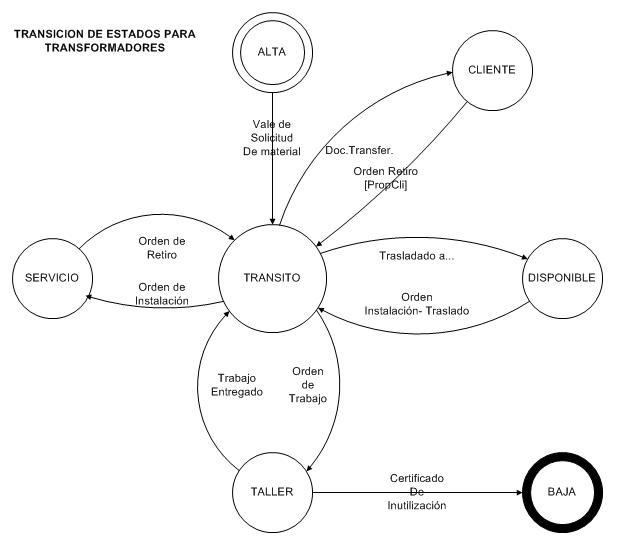 TRANSICION DE ESTADOS PARA
TRANSFORMADORES
ALTA
CLIENTE
Vale de
Solicitud
De material
Doc.Transfer.
Orden Retiro
[PropCli]
Orden de
Retiro
Trasladado a...
SERVICIO
TRANSITO
DISPONIBLE
Orden de
Instalación
Orden
Instalación- Traslado
Trabajo
Entregado
Orden
de
Trabajo
TALLER
Certificado
De
Inutilización
BAJA